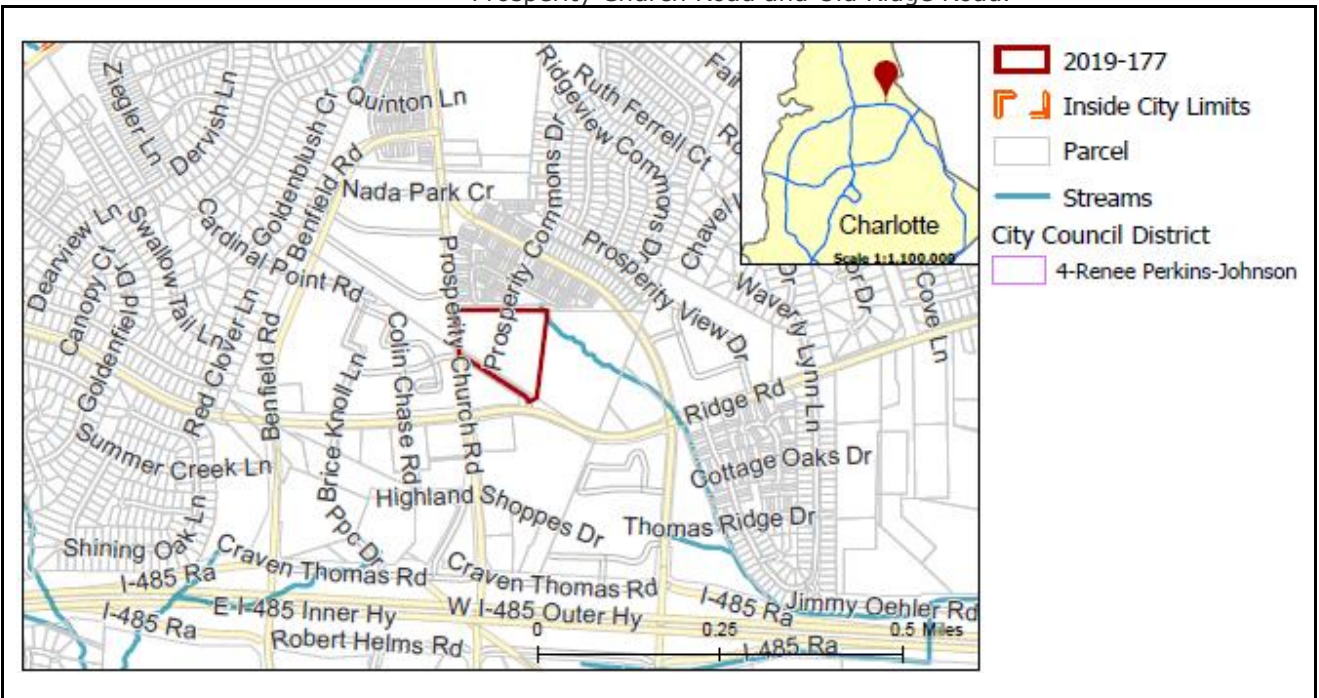 Prosperity Church Road and Old Ridge Road.
2019-177
Inside City Limits
Parcel
Streams
City Council District
4-Renee Perkins-Johnson
Charlotte
Scale 1:1,100,000
Ziegler Ln
Dervish Ln
Goldenblush Cr
Quinton Ln
Benfield Rd
Nada Park Cr
Ridgeview Commons Dr
Ruth Ferrell Ct
Prosperity Commons Dr
Prosperity View Dr
Waverly Lynn Ln
Cove Ln
Dearview Ln
Canopy Ct
Goldenfield Dr
Swallow Tail Ln
Cardinal Point Rd
Red Clover Ln
Benfield Rd
Brice Knoll Ln
Colin Chase Rd
Prosperity Church Rd
Ridge Rd
Cottage Oaks Dr
Summer Creek Ln
Highland Shoppes Dr
Thomas Ridge Dr
Shining Oak Ln
Ppc Dr
Craven Thomas Rd
Craven Thomas Rd
I-485 Ra
I-485 Ra
Jimmy Oehler Rd
E I-485 Inner Hy
W I-485 Outer Hy
I-485 Ra
Robert Helms Rd
I-485 Ra
0
0.25
0.5 Miles